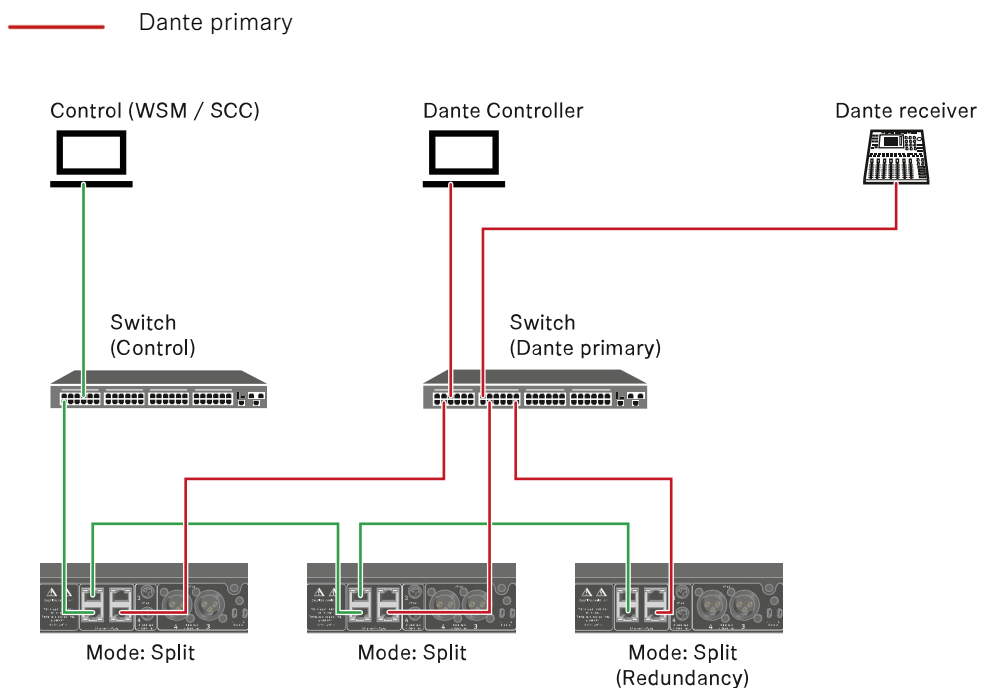 Dante primary
Control (WSM / SCC)
Dante Controller
Dante receiver
Switch
(Control)
Switch
(Dante primary)
Mode: Split
Mode: Split
Mode: Split
(Redundancy)